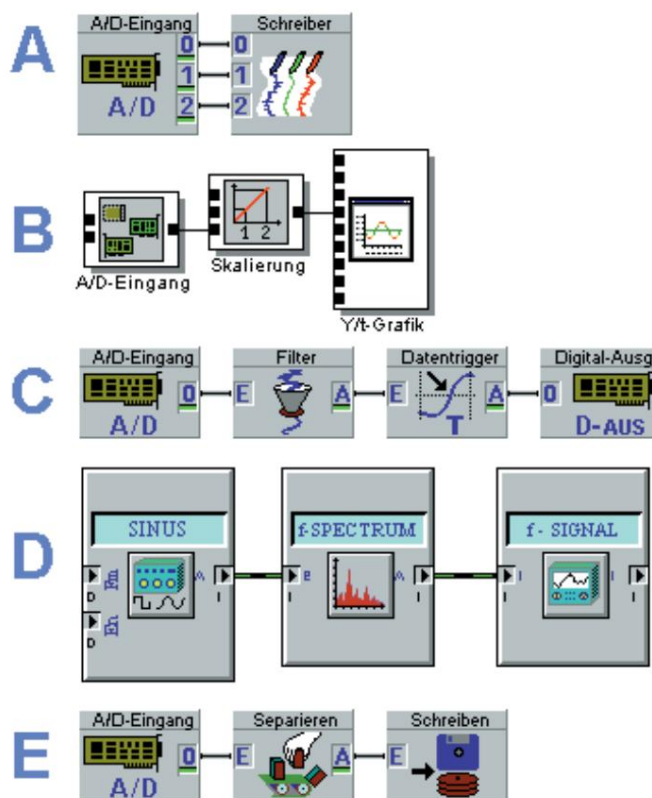 A
A/D-Eingang
Schreiber
0 0
1 1
2 2
A/D
B
1 2
A/D-Eingang
Skalierung
Y/t-Grafik
C
A/D-Eingang
Filter
Datentrigger
Digital-Ausg
0 E A E A 0
A/D
T
D-AUS
D
SINUS
f-SPECTRUM
f- SIGNAL
A E A I I
D I I I I I
D
E
A/D-Eingang
Separieren
Schreiben
0 E A E
A/D